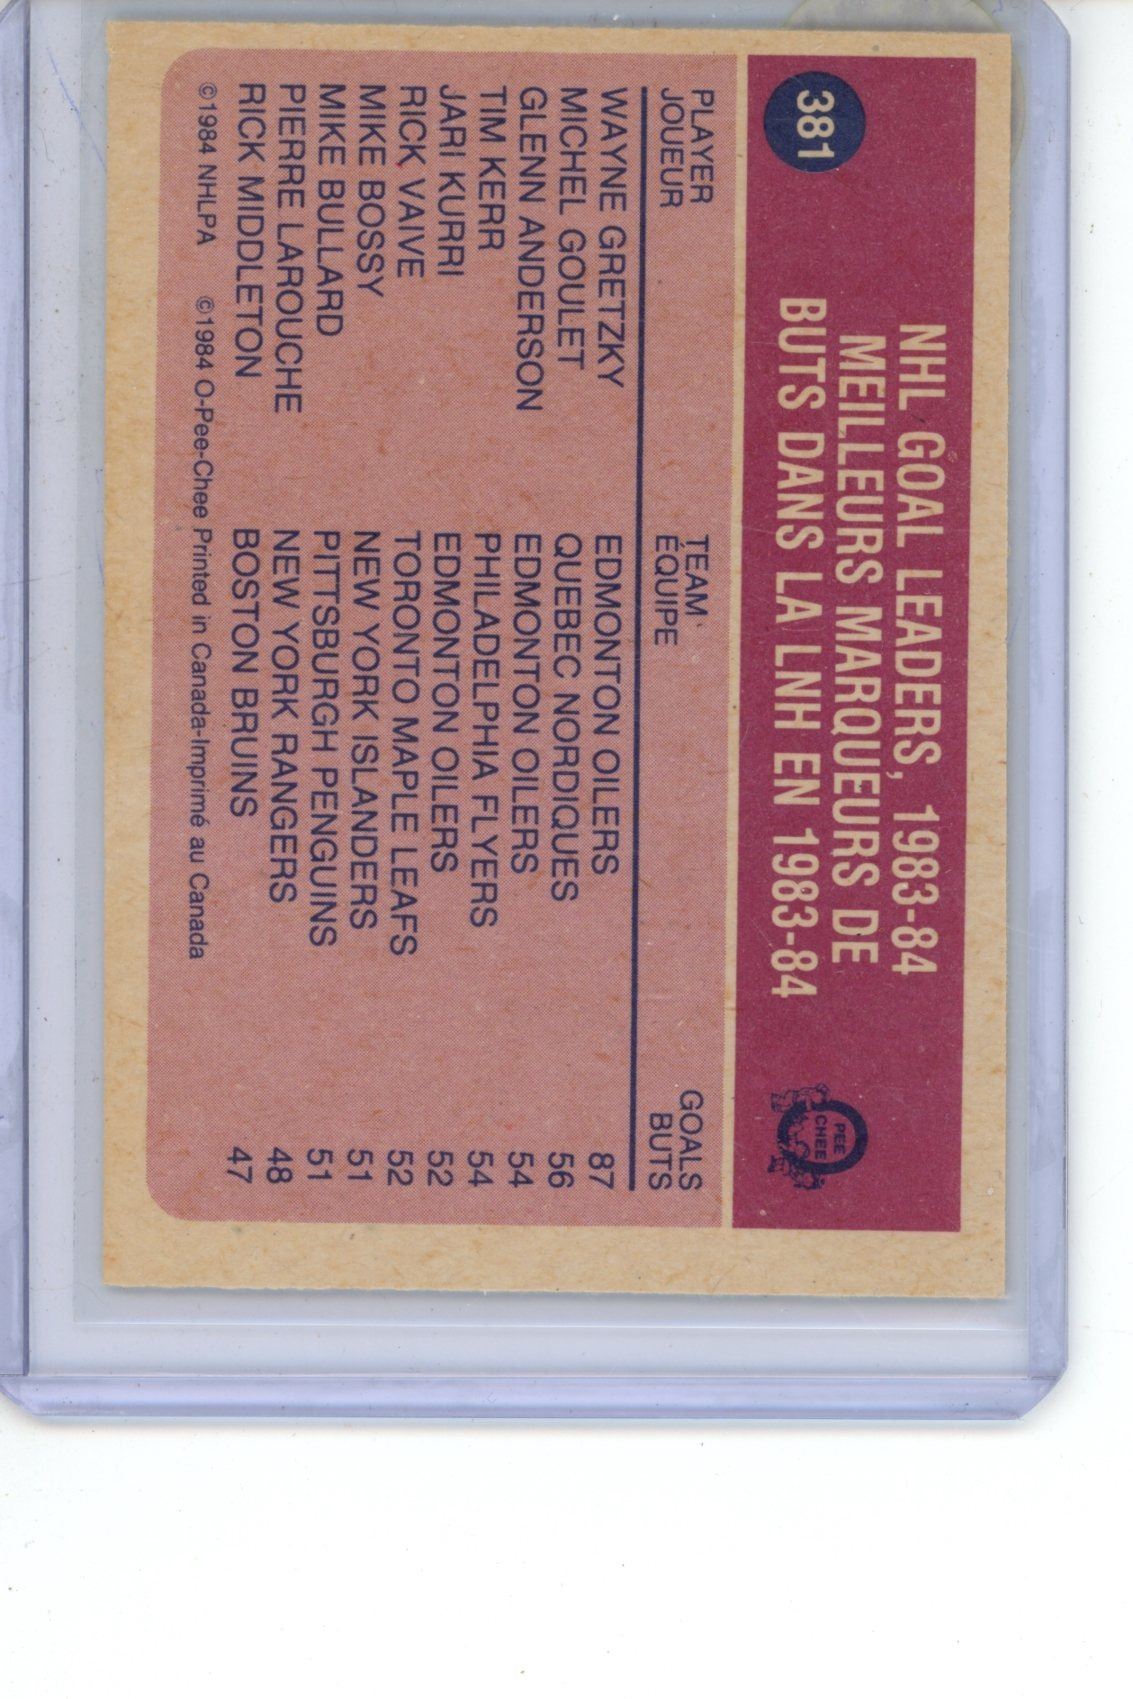 381
NHL GOAL LEADERS, 1983-84
MEILLEURS MARQUEURS DE
BUTS DANS LA LNH EN 1983-84
PEE
CHEE
PLAYER TEAM GOALS
JOUEUR ÉQUIPE BUTS
WAYNE GRETZKY EDMONTON OILERS 87
MICHEL GOULET QUEBEC NORDIQUES 56
GLENN ANDERSON EDMONTON OILERS 54
TIM KERR PHILADELPHIA FLYERS 54
JARI KURRI EDMONTON OILERS 52
RICK VAIVE TORONTO MAPLE LEAFS 52
MIKE BOSSY NEW YORK ISLANDERS 51
MIKE BULLARD PITTSBURGH PENGUINS 51
PIERRE LAROUCHE NEW YORK RANGERS 48
RICK MIDDLETON BOSTON BRUINS 47
©1984 NHLPA ©1984 O-Pee-Chee Printed in Canada-Imprimé au Canada